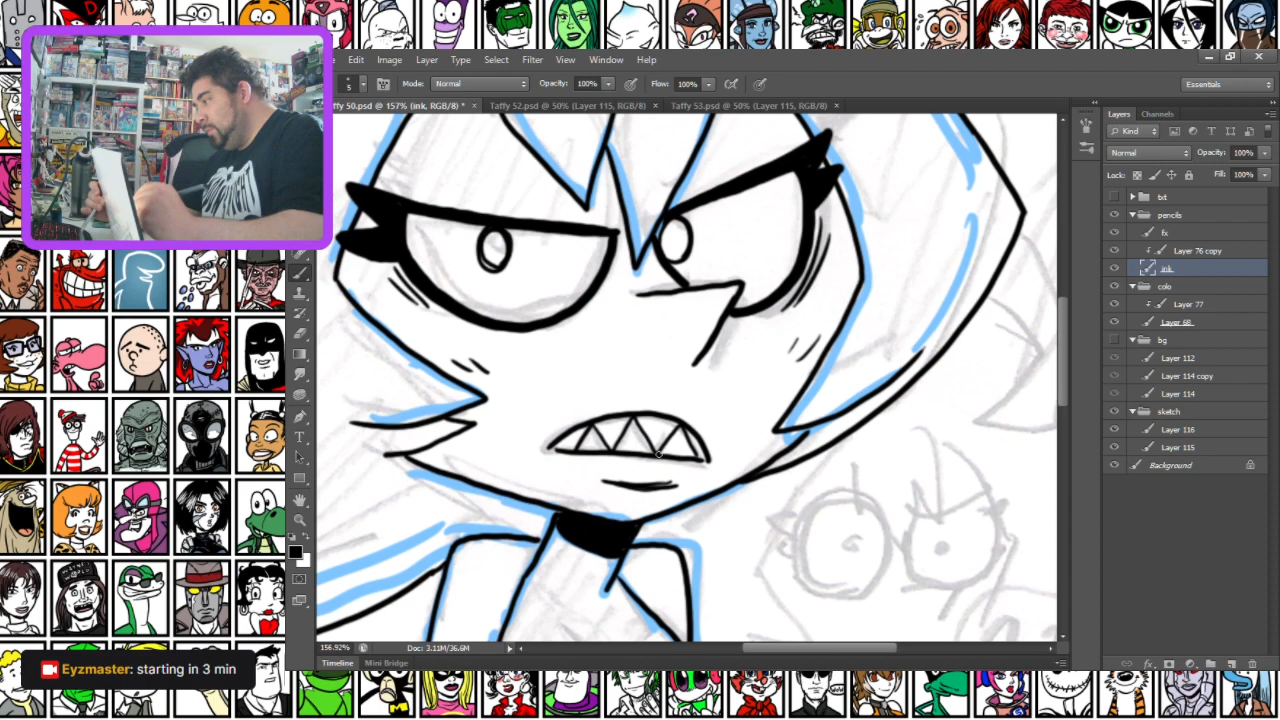 Edit Image Layer Type Select Filter View Window Help
5 Mode: Normal Opacity: 100% Flow: 100% Essentials
ffy 50.psd @ 157% (ink, RGB/8) * × Taffy 52.psd @ 50% (Layer 115, RGB/8) × Taffy 53.psd @ 50% (Layer 115, RGB/8) ×
Layers Channels
Kind
Normal Opacity: 100%
Lock: Fill: 100%
txt
pencils
fx
Layer 76 copy
ink
colo
Layer 77
Layer 68
bg
Layer 112
Layer 114 copy
Layer 114
sketch
Layer 116
Layer 115
Background
156.92% Doc: 3.11M/36.6M
Timeline Mini Bridge
Eyzmaster: starting in 3 min